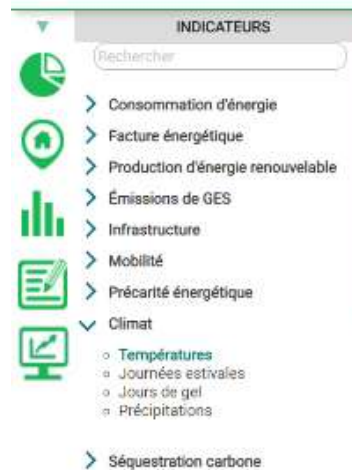 INDICATEURS
Rechercher
Consommation d'énergie
Facture énergétique
Production d'énergie renouvelable
Émissions de GES
Infrastructure
Mobilité
Précarité énergétique
Climat
Températures
Journées estivales
Jours de gel
Précipitations
Séquestration carbone